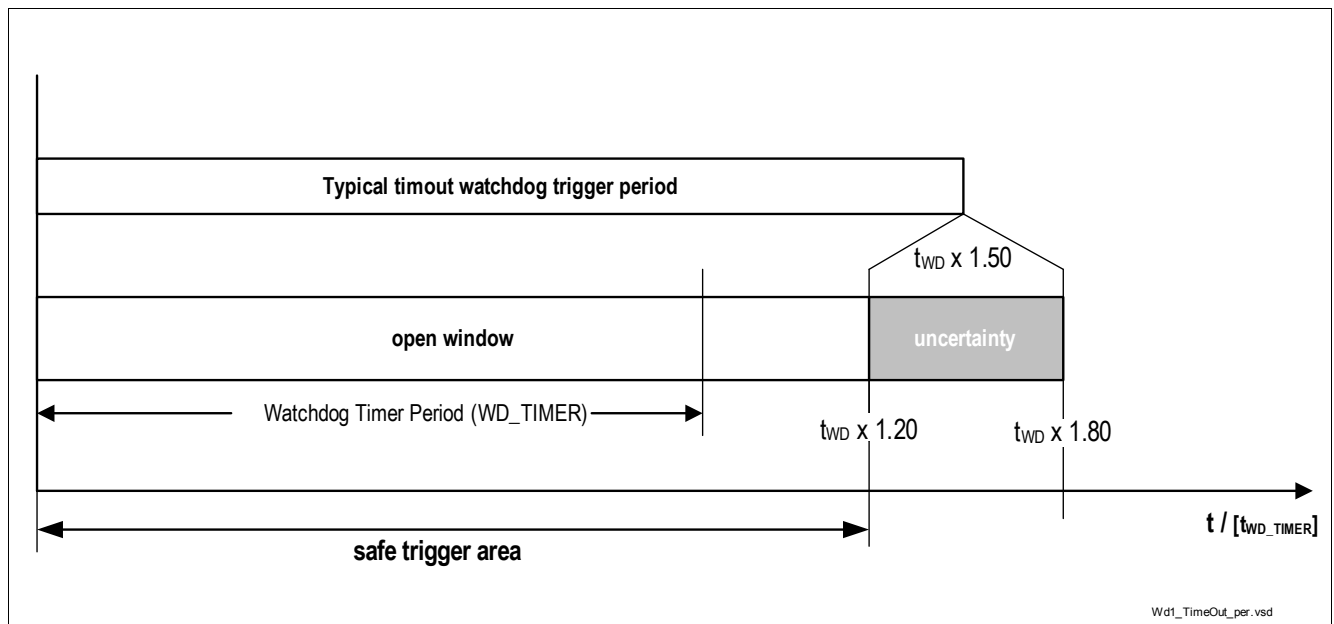 Typical timout watchdog trigger period
tWD x 1.50
open window
uncertainty
Watchdog Timer Period (WD_TIMER)
tWD x 1.20
tWD x 1.80
t / [tWD_TIMER]
safe trigger area
Wd1_TimeOut_per.vsd